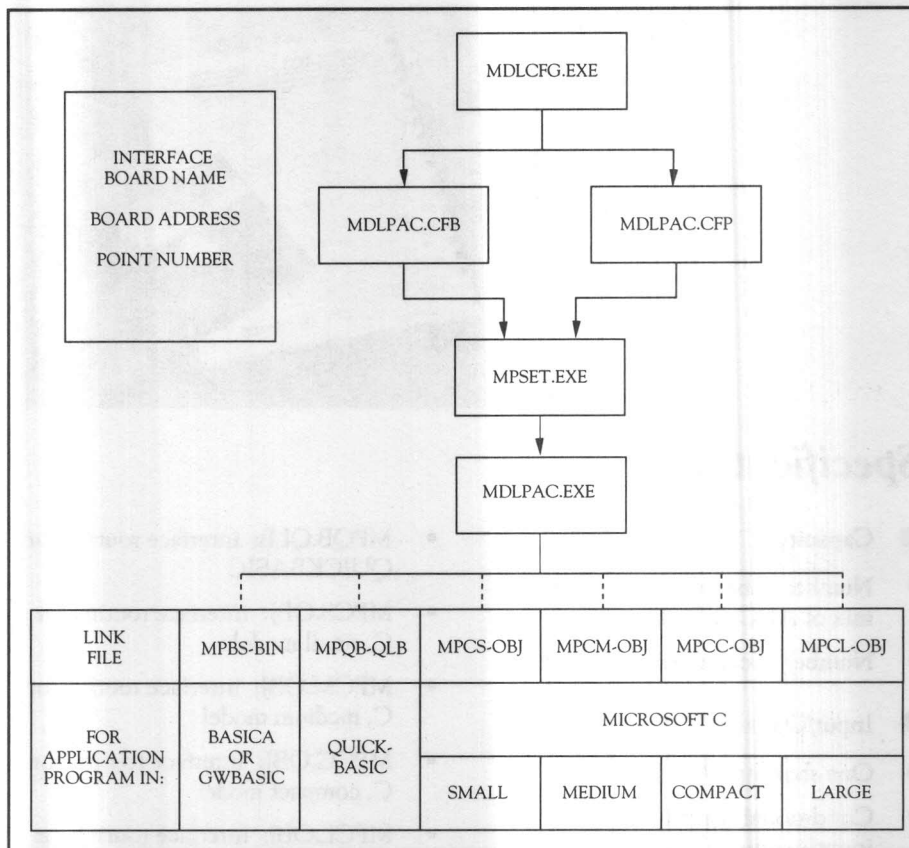 MDLCFG.EXE
INTERFACE
BOARD NAME
BOARD ADDRESS
POINT NUMBER
MDLPAC.CFB
MDLPAC.CFP
MPSET.EXE
MDLPAC.EXE
LINK
FILE
MPBS-BIN
MPQB-QLB
MPCS-OBJ
MPCM-OBJ
MPCC-OBJ
MPCL-OBJ
FOR
APPLICATION
PROGRAM IN:
BASICA
OR
GWBASIC
QUICK-
BASIC
MICROSOFT C
SMALL
MEDIUM
COMPACT
LARGE